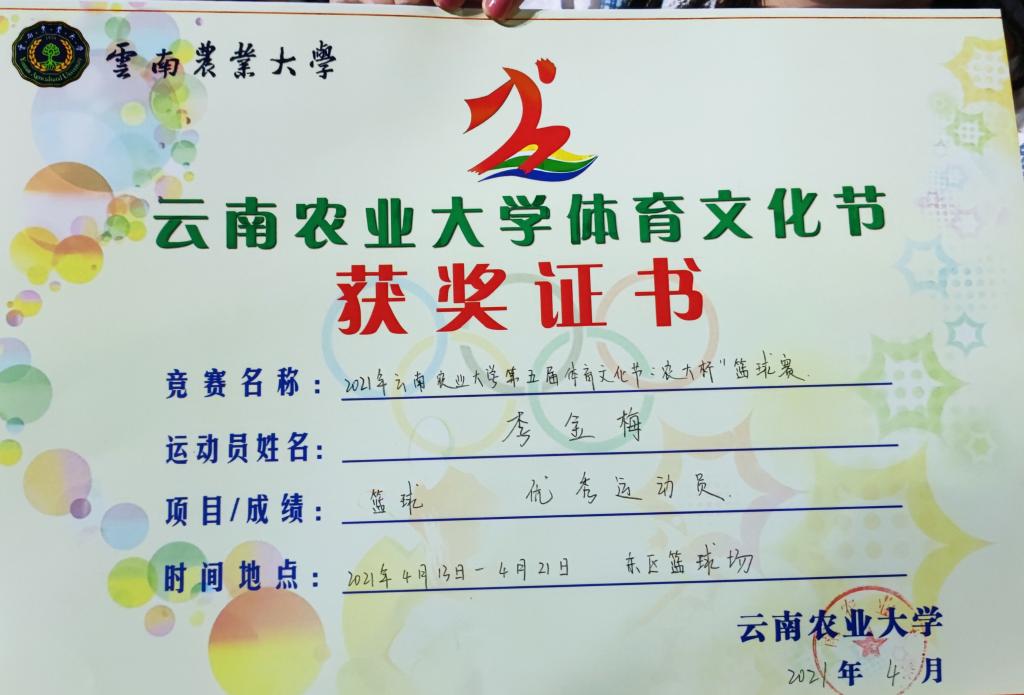 雲南農業大學
云南农业大学体育文化节
获奖证书
竞赛名称：2021年云南农业大学第五届体育文化节"农大杯"篮球赛.
运动员姓名：李金梅
项目/成绩：篮球 优秀运动员.
时间地点：2021年4月13日-4月21日 东区篮球场
云南农业大学
2021年4月